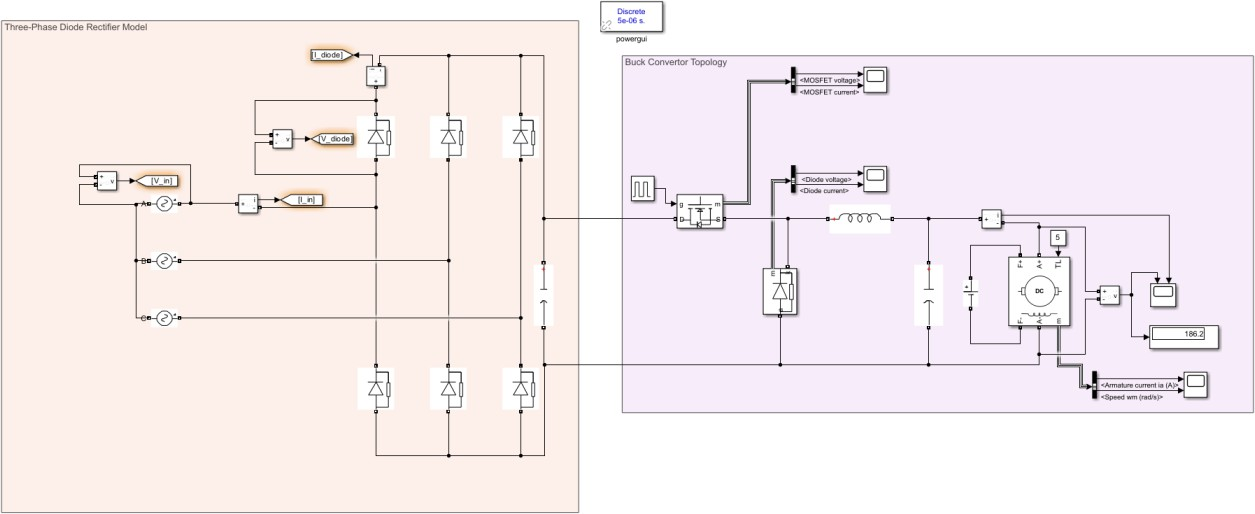 Discrete
5e-06 s.
powergui
Three-Phase Diode Rectifier Model
[I_diode]
i
+
-
+
-
v
[V_diode]
+
-
v
[V_in]
A
+
i
-
[I_in]
B
C
Buck Convertor Topology
<MOSFET voltage>
<MOSFET current>
<Diode voltage>
<Diode current>
g
m
D
S
m
+
i
-
5
F+
A+
TL
DC
F-
A-
m
+
-
v
186.2
<Armature current ia (A)>
<Speed wm (rad/s)>